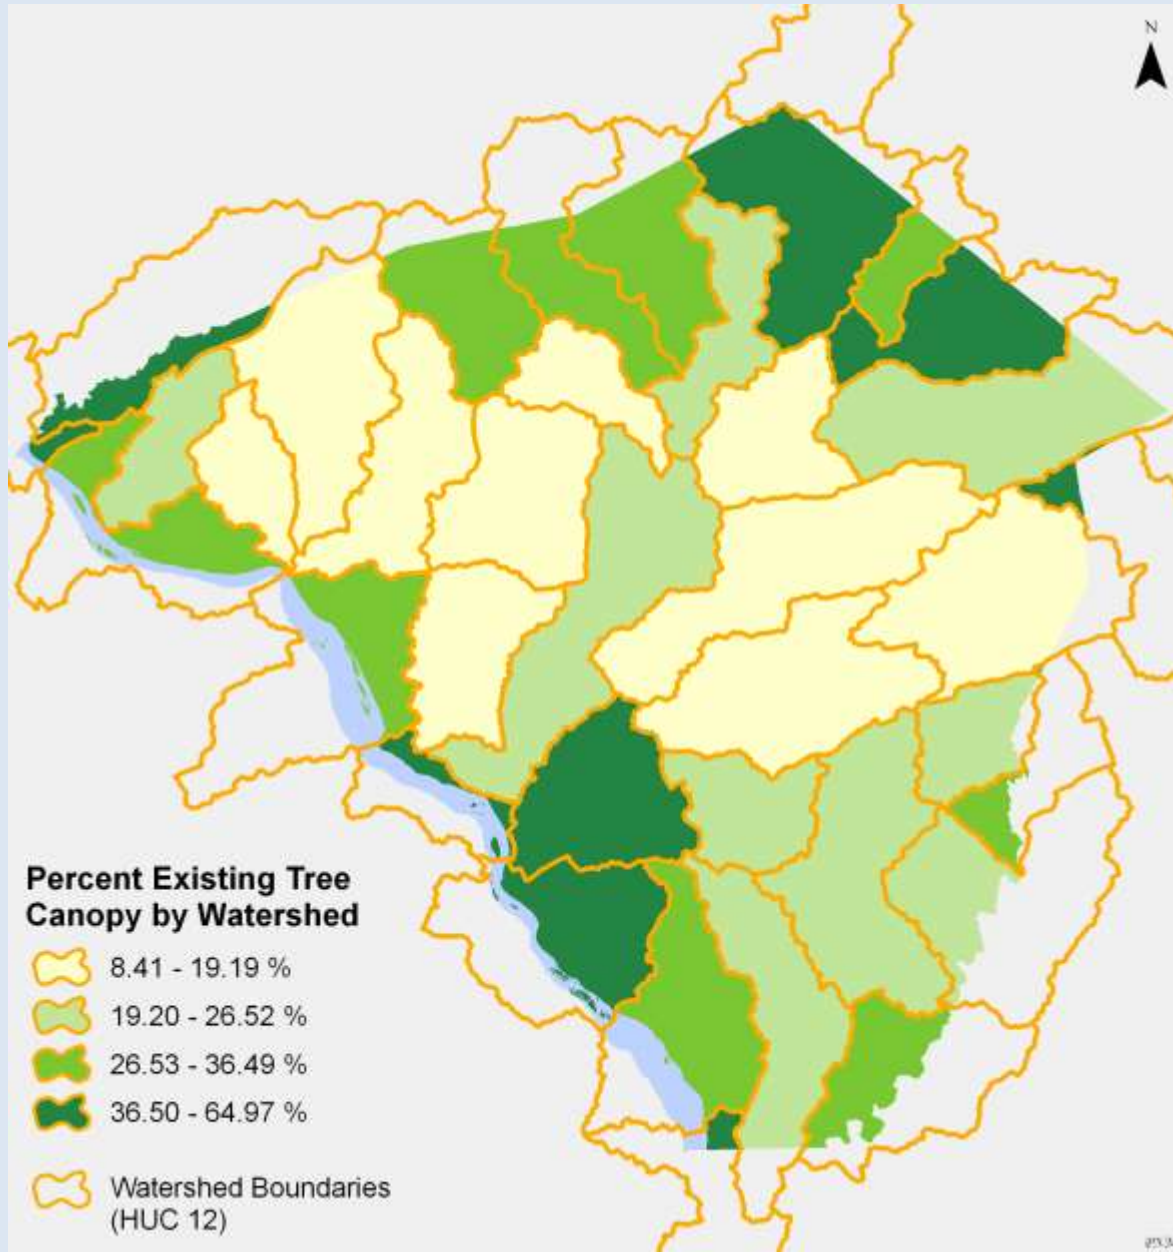 N
Percent Existing Tree
Canopy by Watershed
8.41 - 19.19 %
19.20 - 26.52 %
26.53 - 36.49 %
36.50 - 64.97 %
Watershed Boundaries
(HUC 12)